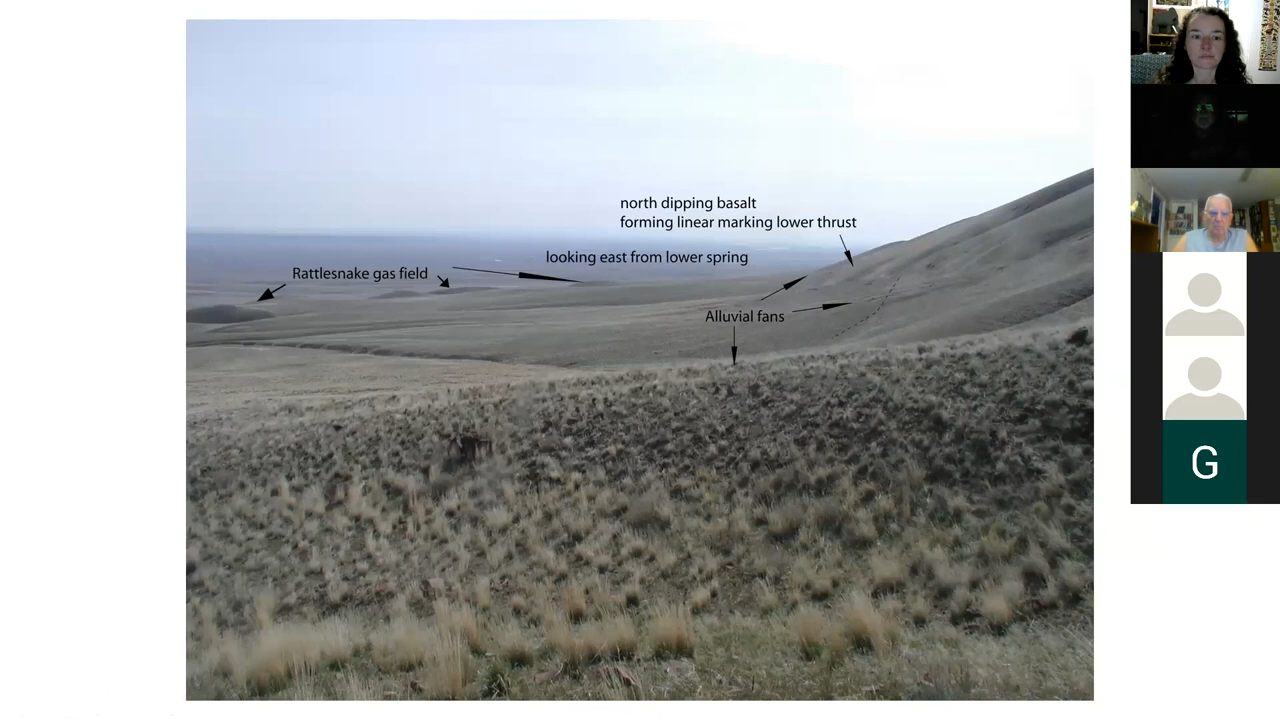 north dipping basalt
forming linear marking lower thrust
looking east from lower spring
Rattlesnake gas field
Alluvial fans
G